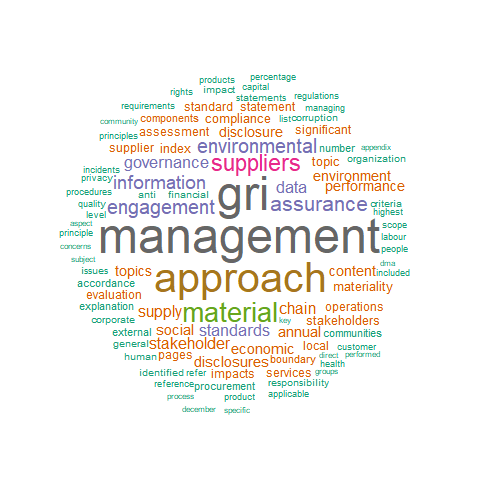 products percentage
rights impact capital
statements regulations
requirements standard statement managing
community components compliance list corruption
principles assessment disclosure significant
supplier index environmental number appendix
incidents governance suppliers topic organization
privacy information environment
procedures anti financial gri data performance
quality engagement assurance criteria
level highest
aspect scope
principle management labour
concerns people
subject approach dma
issues topics content included
accordance materiality
evaluation
explanation supply material chain operations
corporate key stakeholders
external social standards annual communities
general stakeholder local customer
human pages economic boundary direct performed
disclosures health
identified refer impacts services groups
reference procurement responsibility
process product applicable
december specific